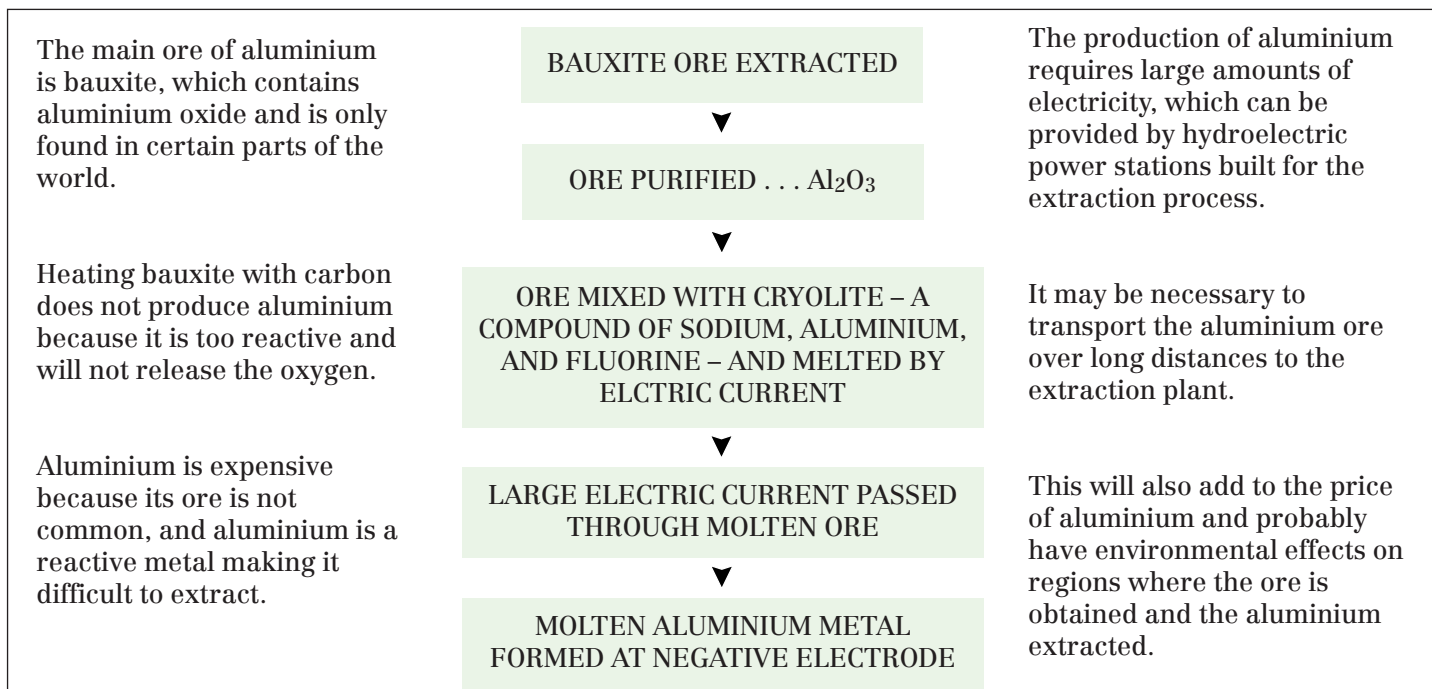 The main ore of aluminium
is bauxite, which contains
aluminium oxide and is only
found in certain parts of the
world.
Heating bauxite with carbon
does not produce aluminium
because it is too reactive and
will not release the oxygen.
Aluminium is expensive
because its ore is not
common, and aluminium is a
reactive metal making it
difficult to extract.
BAUXITE ORE EXTRACTED
ORE PURIFIED . . . Al₂O₃
ORE MIXED WITH CRYOLITE – A
COMPOUND OF SODIUM, ALUMINIUM,
AND FLUORINE – AND MELTED BY
ELCTRIC CURRENT
LARGE ELECTRIC CURRENT PASSED
THROUGH MOLTEN ORE
MOLTEN ALUMINIUM METAL
FORMED AT NEGATIVE ELECTRODE
The production of aluminium
requires large amounts of
electricity, which can be
provided by hydroelectric
power stations built for the
extraction process.
It may be necessary to
transport the aluminium ore
over long distances to the
extraction plant.
This will also add to the price
of aluminium and probably
have environmental effects on
regions where the ore is
obtained and the aluminium
extracted.